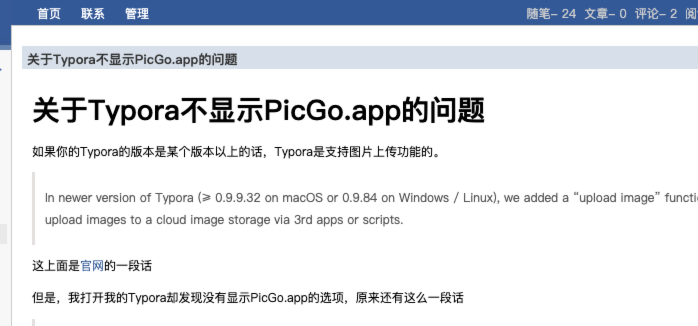 首页 联系 管理
随笔- 24 文章- 0 评论- 2 阅
关于Typora不显示PicGo.app的问题
关于Typora不显示PicGo.app的问题
如果你的Typora的版本是某个版本以上的话，Typora是支持图片上传功能的。
In newer version of Typora (≥ 0.9.9.32 on macOS or 0.9.84 on Windows / Linux), we added a “upload image” functi
upload images to a cloud image storage via 3rd apps or scripts.
这上面是官网的一段话
但是，我打开我的Typora却发现没有显示PicGo.app的选项，原来还有这么一段话